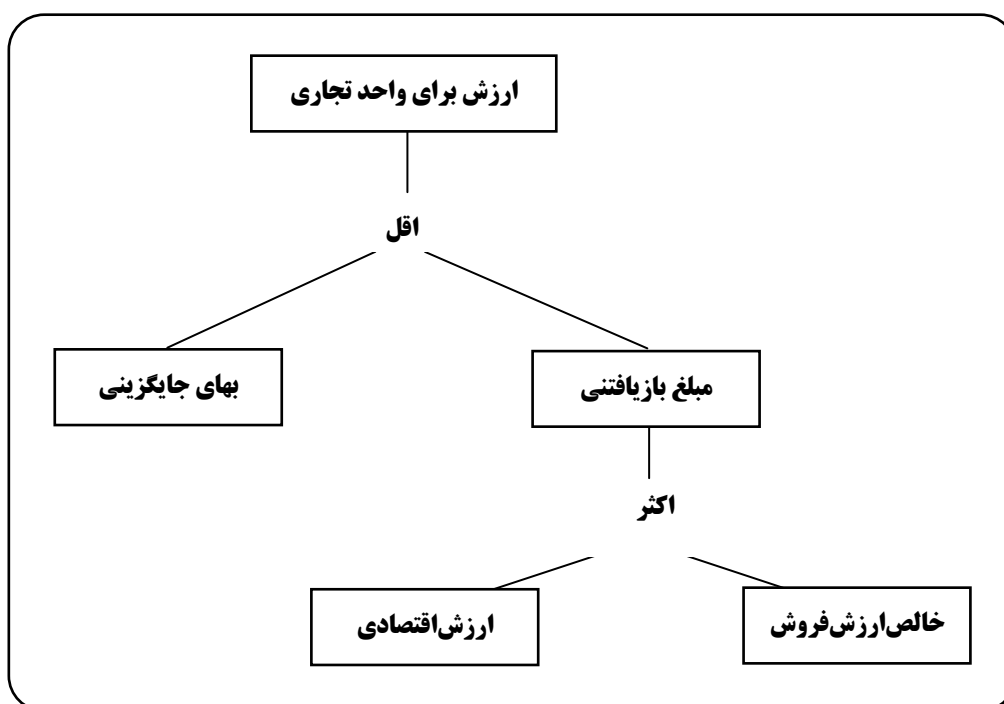 ارزش برای واحد تجاری
اقل
مبلغ بازیافتنی
بهای جایگزینی
اکثر
خالص‌ارزش‌فروش
ارزش‌اقتصادی